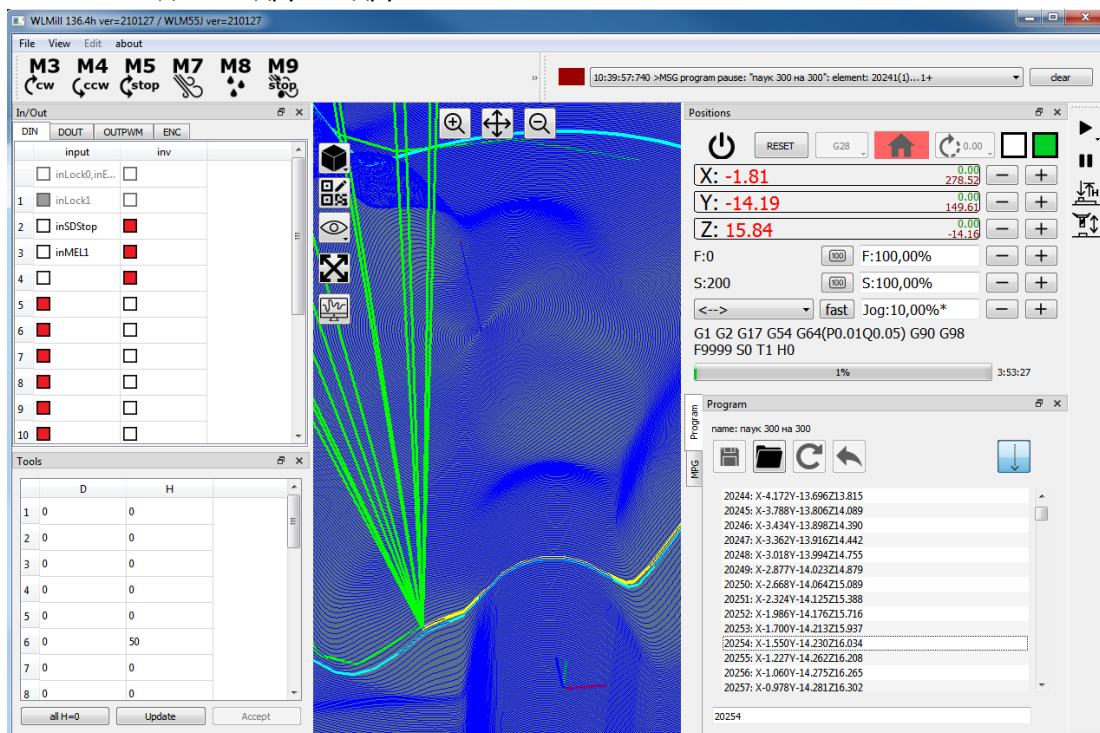 WLMill 136.4h ver=210127 / WLM55J ver=210127
File View Edit about
M3 M4 M5 M7 M8 M9
cw ccw stop stop
10:39:57:740 >MSG program pause: "паук 300 на 300": element: 20241(1)...1+
clear
In/Out
DIN DOUT OUTPWM ENC
input inv
inLock0,inE...
1 inLock1
2 inSDStop
3 inMEL1
4
5
6
7
8
9
10
Tools
D H
1 0 0
2 0 0
3 0 0
4 0 0
5 0 0
6 0 50
7 0 0
8 0 0
all H=0 Update Accept
Positions
RESET G28 0.00
X: -1.81 0.00
278.52
Y: -14.19 0.00
149.61
Z: 15.84 0.00
-14.16
F:0 100 F:100,00%
S:200 100 S:100,00%
<--> fast Jog:10,00%*
G1 G2 G17 G54 G64(P0.01Q0.05) G90 G98
F9999 S0 T1 H0
1% 3:53:27
Program
MPG
Program
name: паук 300 на 300
20244: X-4.172Y-13.696Z13.815
20245: X-3.788Y-13.806Z14.089
20246: X-3.434Y-13.898Z14.390
20247: X-3.362Y-13.916Z14.442
20248: X-3.018Y-13.994Z14.755
20249: X-2.877Y-14.023Z14.879
20250: X-2.668Y-14.064Z15.089
20251: X-2.324Y-14.125Z15.388
20252: X-1.986Y-14.176Z15.716
20253: X-1.700Y-14.213Z15.937
20254: X-1.550Y-14.230Z16.034
20255: X-1.227Y-14.262Z16.208
20256: X-1.060Y-14.275Z16.265
20257: X-0.978Y-14.281Z16.302
20254
H